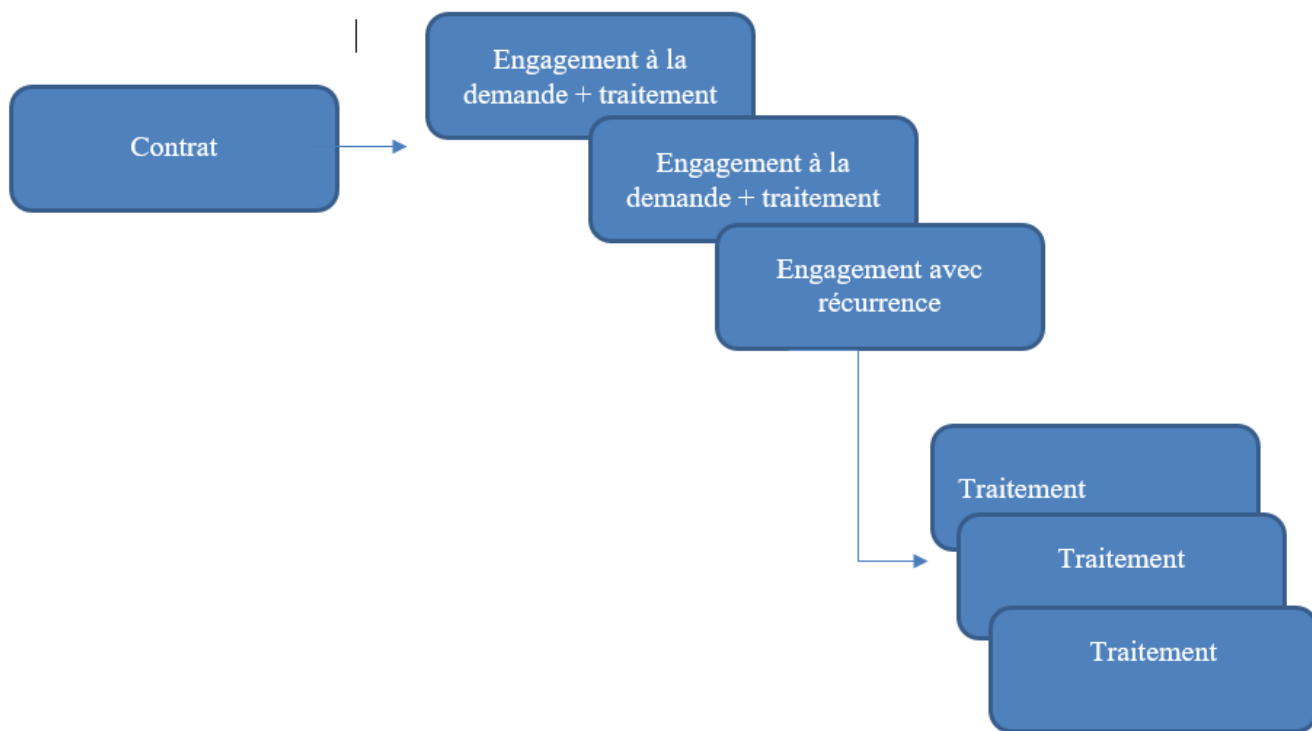 Engagement à la
demande + traitement
Contrat
Engagement à la
demande + traitement
Engagement avec
récurrence
Traitement
Traitement
Traitement